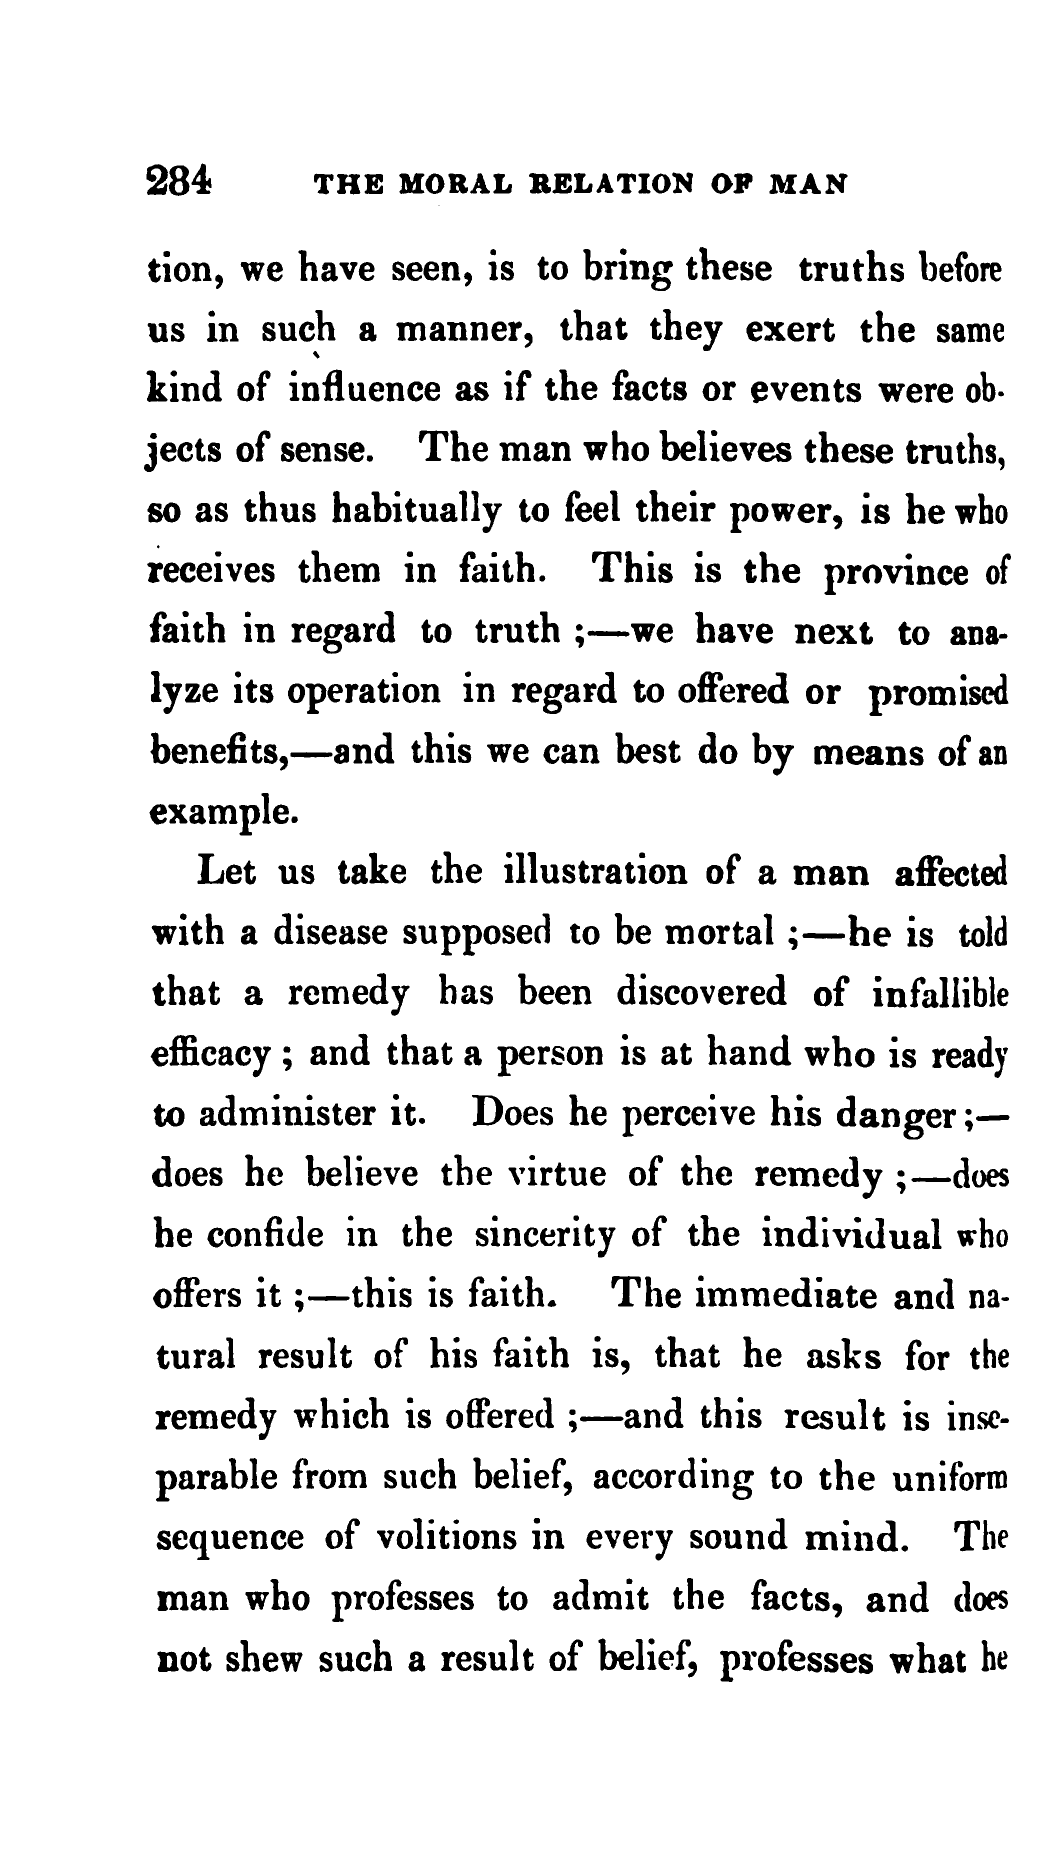 284 THE MORAL RELATION OF MAN
tion, we have seen, is to bring these truths before
us in such a manner, that they exert the same
kind of influence as if the facts or events were ob-
jects of sense. The man who believes these truths,
so as thus habitually to feel their power, is he who
receives them in faith. This is the province of
faith in regard to truth ;—we have next to ana-
lyze its operation in regard to offered or promised
benefits,—and this we can best do by means of an
example.
Let us take the illustration of a man affected
with a disease supposed to be mortal ;—he is told
that a remedy has been discovered of infallible
efficacy ; and that a person is at hand who is ready
to administer it. Does he perceive his danger ;—
does he believe the virtue of the remedy ;—does
he confide in the sincerity of the individual who
offers it ;—this is faith. The immediate and na-
tural result of his faith is, that he asks for the
remedy which is offered ;—and this result is inse-
parable from such belief, according to the uniform
sequence of volitions in every sound mind. The
man who professes to admit the facts, and does
not shew such a result of belief, professes what he